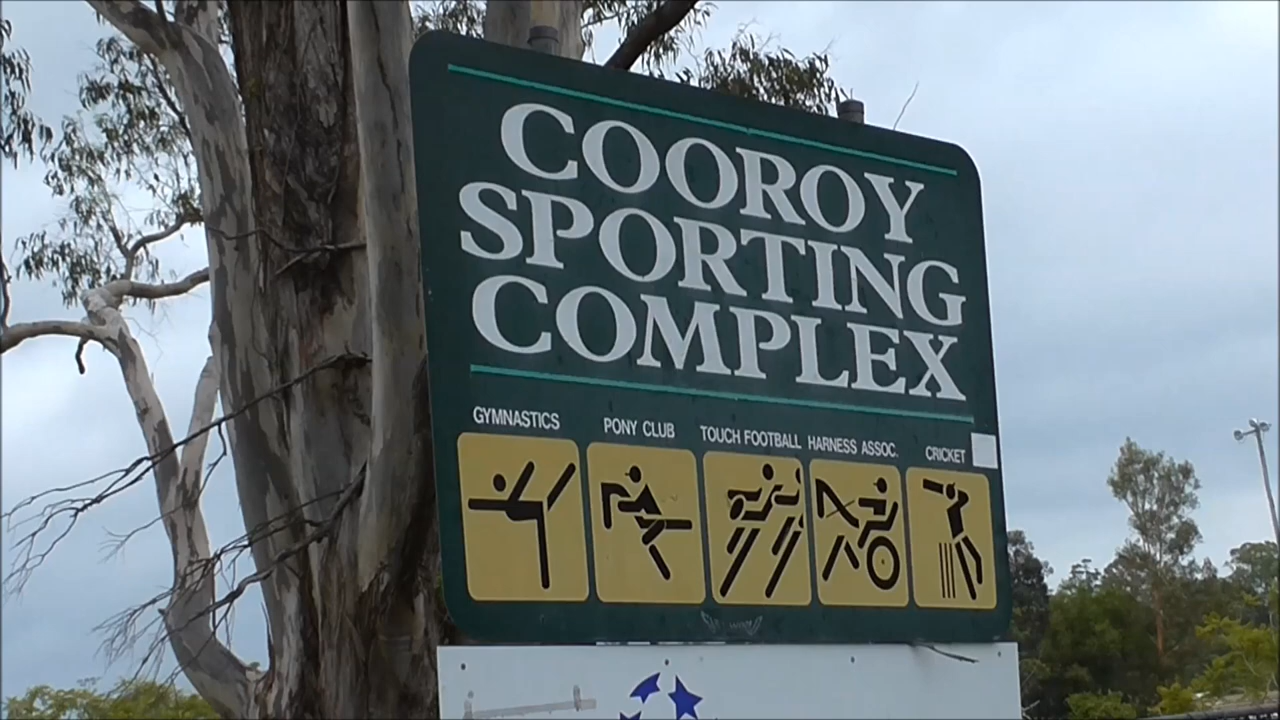 COOROY
SPORTING
COMPLEX
GYMNASTICS PONY CLUB TOUCH FOOTBALL HARNESS ASSOC. CRICKET